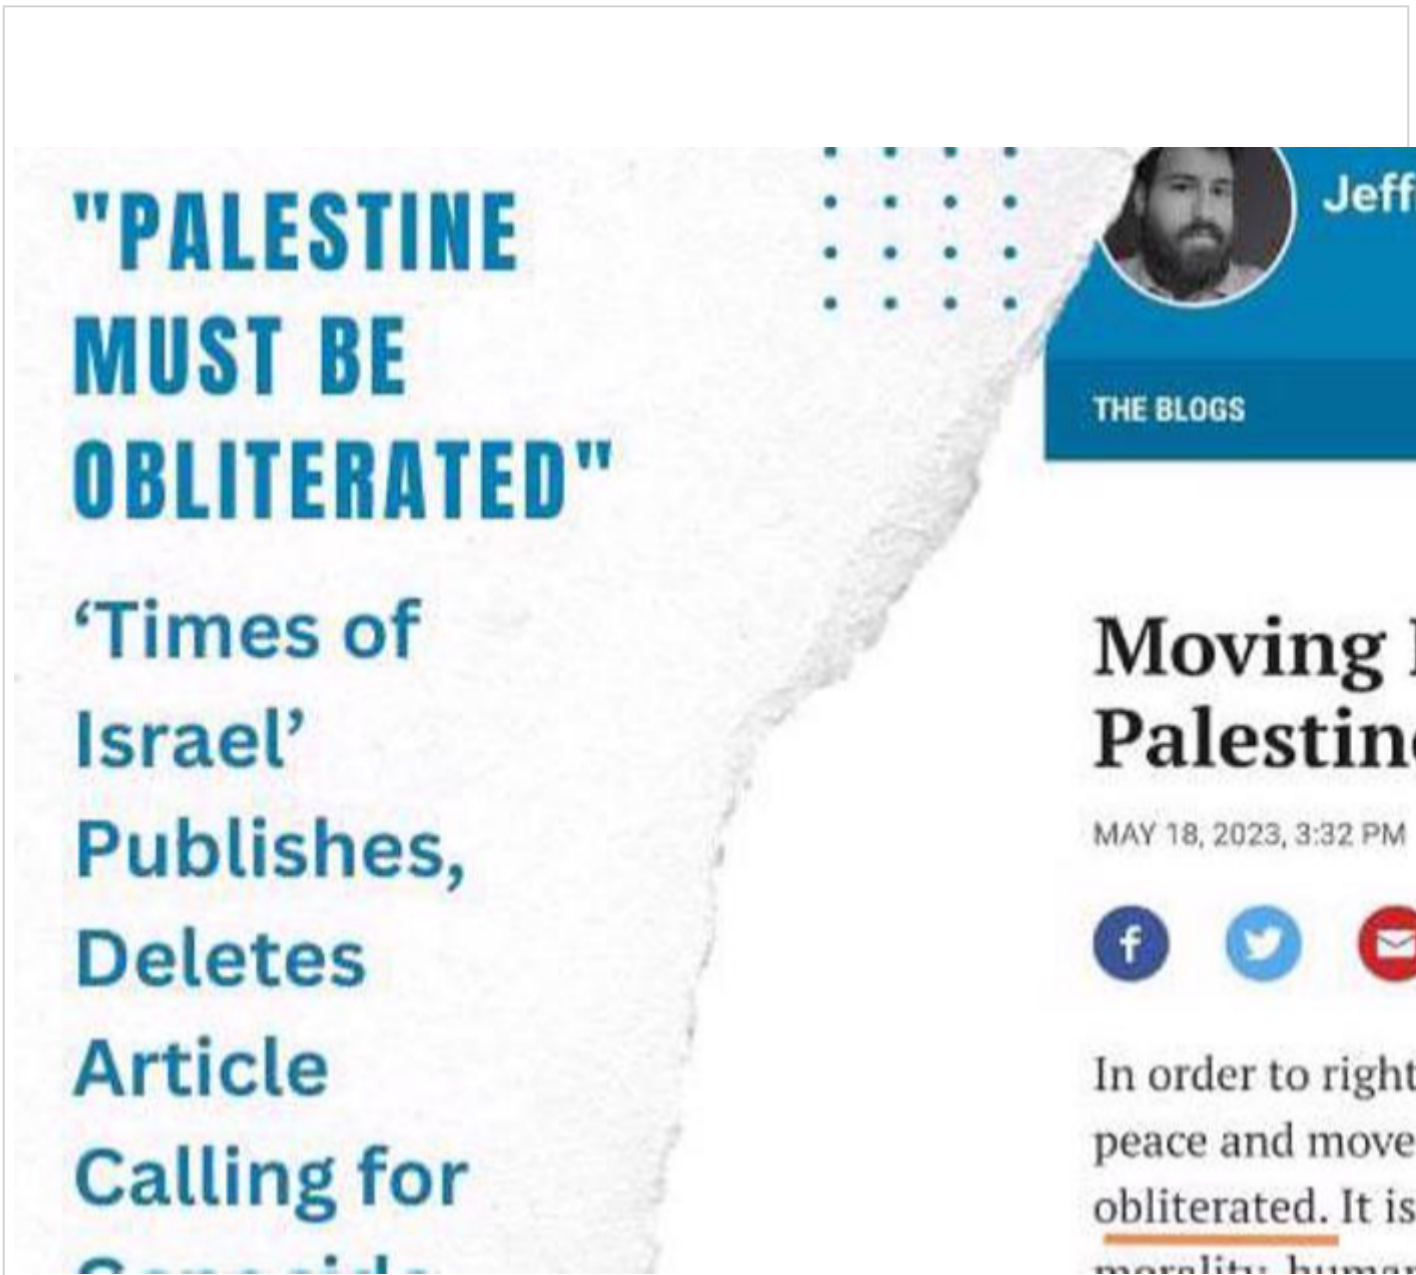 "PALESTINE
MUST BE
OBLITERATED"
‘Times of
Israel’
Publishes,
Deletes
Article
Calling for
Jeff
THE BLOGS
Moving
Palestine
MAY 18, 2023, 3:32 PM
In order to right
peace and move
obliterated. It is